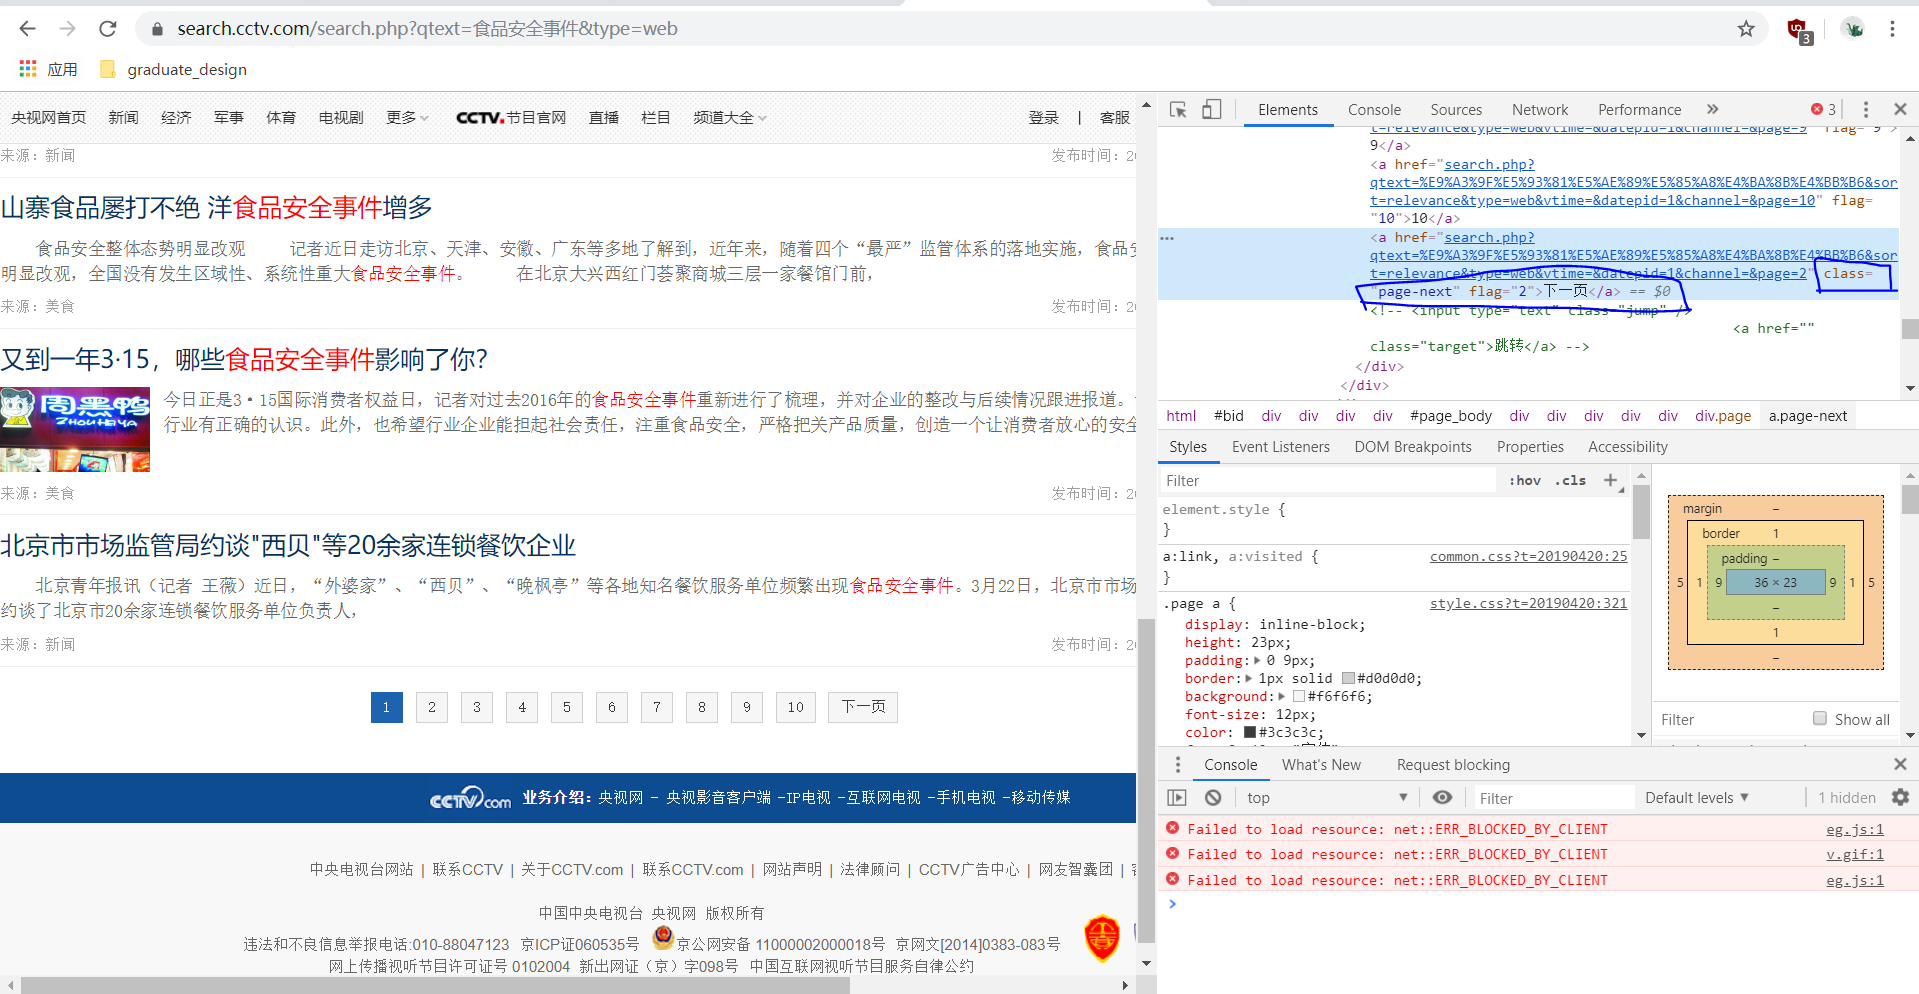 search.cctv.com/search.php?qtext=食品安全事件&type=web
3
应用 graduate_design
央视网首页 新闻 经济 军事 体育 电视剧 更多 CCTV.节目官网 直播 栏目 频道大全 登录 | 客服
来源：新闻 发布时间：20
山寨食品屡打不绝 洋食品安全事件增多
食品安全整体态势明显改观 记者近日走访北京、天津、安徽、广东等多地了解到，近年来，随着四个“最严”监管体系的落地实施，食品安
明显改观，全国没有发生区域性、系统性重大食品安全事件。 在北京大兴西红门荟聚商城三层一家餐馆门前，
来源：美食 发布时间：20
又到一年3·15，哪些食品安全事件影响了你？
周黑鸭
ZHOUHEIYA
今日正是3·15国际消费者权益日，记者对过去2016年的食品安全事件重新进行了梳理，并对企业的整改与后续情况跟进报道。
行业有正确的认识。此外，也希望行业企业能担起社会责任，注重食品安全，严格把关产品质量，创造一个让消费者放心的安全
来源：美食 发布时间：20
北京市市场监管局约谈"西贝"等20余家连锁餐饮企业
北京青年报讯（记者 王薇）近日，“外婆家”、“西贝”、“晚枫亭”等各地知名餐饮服务单位频繁出现食品安全事件。3月22日，北京市市场
约谈了北京市20余家连锁餐饮服务单位负责人，
来源：新闻 发布时间：20
1 2 3 4 5 6 7 8 9 10 下一页
CCTV.com 业务介绍：央视网 - 央视影音客户端 -IP电视 -互联网电视 -手机电视 -移动传媒
中央电视台网站 | 联系CCTV | 关于CCTV.com | 联系CCTV.com | 网站声明 | 法律顾问 | CCTV广告中心 | 网友智囊团 |
中国中央电视台 央视网 版权所有
违法和不良信息举报电话:010-88047123 京ICP证060535号 京公网安备 11000002000018号 京网文[2014]0383-083号
网上传播视听节目许可证号 0102004 新出网证（京）字098号 中国互联网视听节目服务自律公约
Elements Console Sources Network Performance » 3
t=relevance&type=web&vtime=&datepid=1&channel=&page=9" flag="9">
9</a>
<a href="search.php?
qtext=%E9%A3%9F%E5%93%81%E5%AE%89%E5%85%A8%E4%BA%8B%E4%BB%B6&sor
t=relevance&type=web&vtime=&datepid=1&channel=&page=10" flag=
"10">10</a>
<a href="search.php?
qtext=%E9%A3%9F%E5%93%81%E5%AE%89%E5%85%A8%E4%BA%8B%E4%BB%B6&sor
t=relevance&type=web&vtime=&datepid=1&channel=&page=2" class=
"page-next" flag="2">下一页</a> == $0
<!-- <input type="text" class="jump" />
<a href=""
class="target">跳转</a> -->
</div>
</div>
html #bid div div div div #page_body div div div div div div.page a.page-next
Styles Event Listeners DOM Breakpoints Properties Accessibility
Filter :hov .cls +
element.style {
}
a:link, a:visited { common.css?t=20190420:25
}
.page a { style.css?t=20190420:321
display: inline-block;
height: 23px;
padding: 0 9px;
border: 1px solid #d0d0d0;
background: #f6f6f6;
font-size: 12px;
color: #3c3c3c;
margin –
border 1
padding –
5 1 9 36 × 23 9 1 5
–
1
–
Filter Show all
Console What's New Request blocking
top Filter Default levels 1 hidden
Failed to load resource: net::ERR_BLOCKED_BY_CLIENT eg.js:1
Failed to load resource: net::ERR_BLOCKED_BY_CLIENT v.gif:1
Failed to load resource: net::ERR_BLOCKED_BY_CLIENT eg.js:1